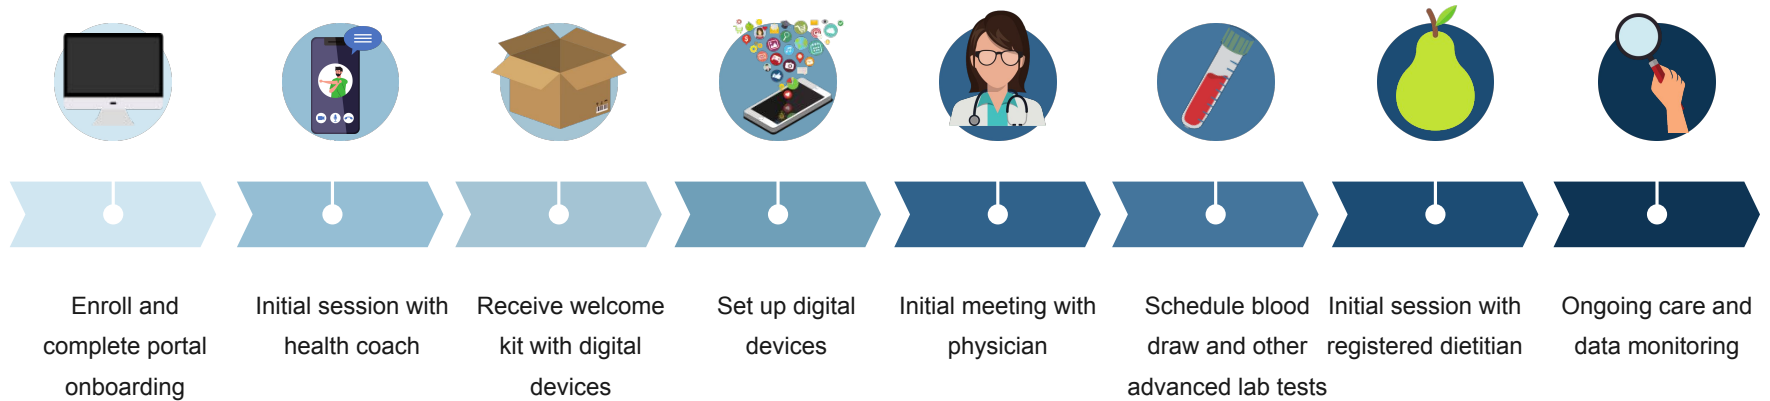 Enroll and
complete portal
onboarding
Initial session with
health coach
Receive welcome
kit with digital
devices
Set up digital
devices
Initial meeting with
physician
Schedule blood
draw and other
advanced lab tests
Initial session with
registered dietitian
Ongoing care and
data monitoring